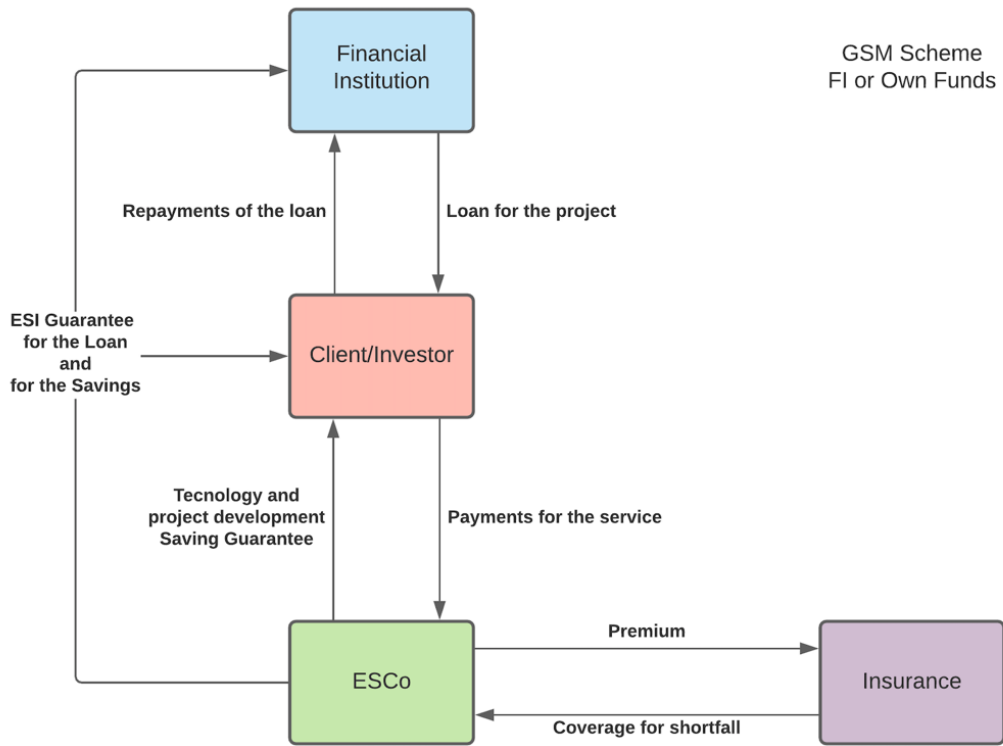 Financial
Institution
GSM Scheme
FI or Own Funds
Repayments of the loan
Loan for the project
ESI Guarantee
for the Loan
and
for the Savings
Client/Investor
Tecnology and
project development
Saving Guarantee
Payments for the service
ESCo
Premium
Coverage for shortfall
Insurance